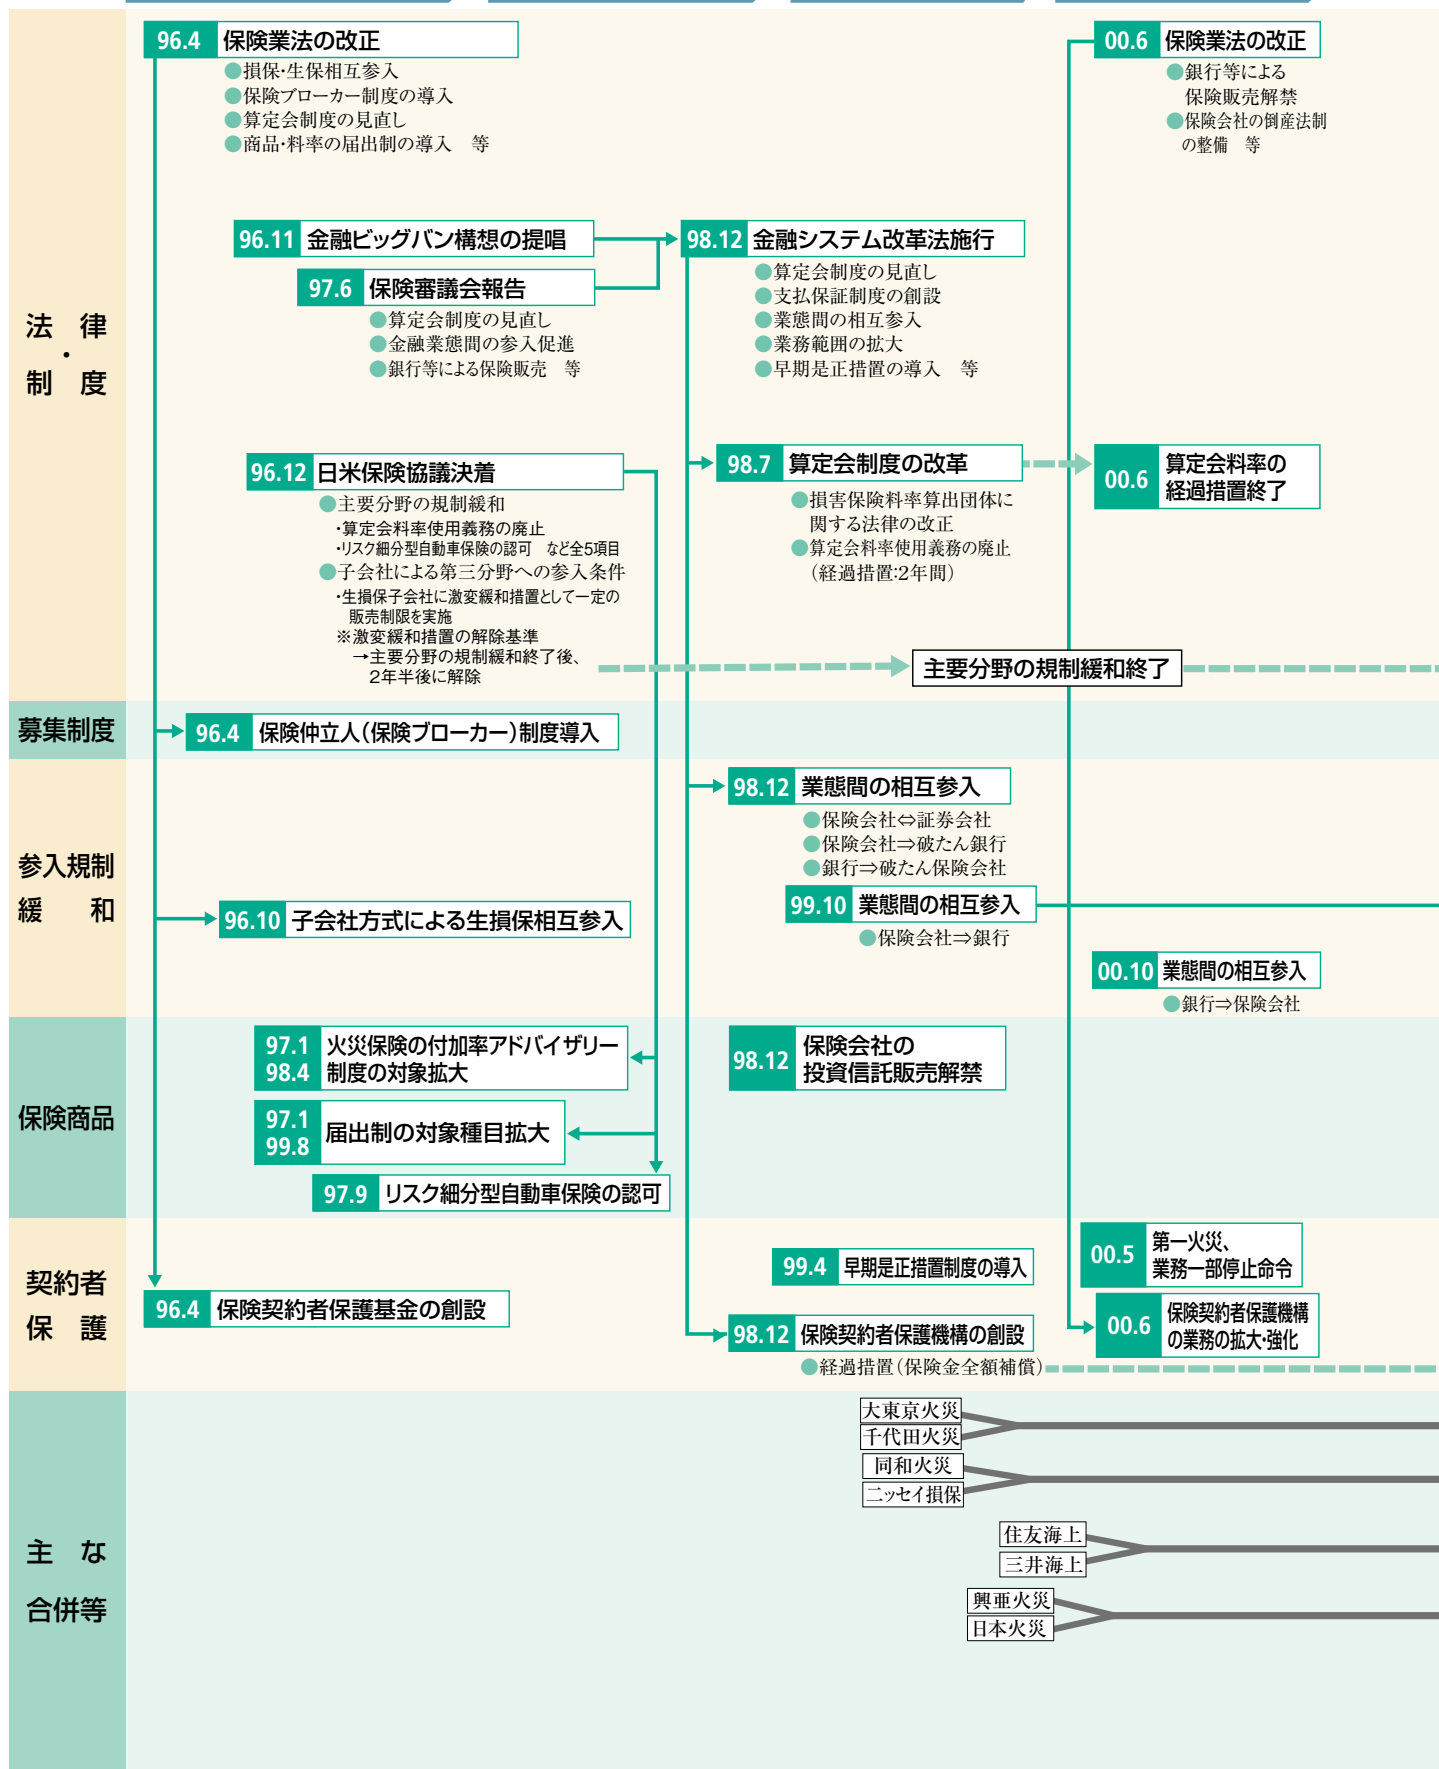 96.4 保険業法の改正
●損保・生保相互参入
●保険ブローカー制度の導入
●算定会制度の見直し
●商品・料率の届出制の導入　等
00.6 保険業法の改正
●銀行等による
保険販売解禁
●保険会社の倒産法制
の整備　等
法　律
・
制　度
96.11 金融ビッグバン構想の提唱
97.6 保険審議会報告
●算定会制度の見直し
●金融業態間の参入促進
●銀行等による保険販売　等
98.12 金融システム改革法施行
●算定会制度の見直し
●支払保証制度の創設
●業態間の相互参入
●業務範囲の拡大
●早期是正措置の導入　等
96.12 日米保険協議決着
●主要分野の規制緩和
・算定会料率使用義務の廃止
・リスク細分型自動車保険の認可　など全5項目
●子会社による第三分野への参入条件
・生損保子会社に激変緩和措置として一定の
販売制限を実施
※激変緩和措置の解除基準
→主要分野の規制緩和終了後、
2年半後に解除
98.7 算定会制度の改革
●損害保険料率算出団体に
関する法律の改正
●算定会料率使用義務の廃止
（経過措置:2年間）
00.6 算定会料率の
経過措置終了
主要分野の規制緩和終了
募集制度
96.4 保険仲立人（保険ブローカー）制度導入
参入規制
緩　和
96.10 子会社方式による生損保相互参入
98.12 業態間の相互参入
●保険会社⇔証券会社
●保険会社⇒破たん銀行
●銀行⇒破たん保険会社
99.10 業態間の相互参入
●保険会社⇒銀行
00.10 業態間の相互参入
●銀行⇒保険会社
保険商品
97.1 火災保険の付加率アドバイザリー
98.4 制度の対象拡大
97.1
99.8 届出制の対象種目拡大
97.9 リスク細分型自動車保険の認可
98.12 保険会社の
投資信託販売解禁
契約者
保　護
96.4 保険契約者保護基金の創設
99.4 早期是正措置制度の導入
98.12 保険契約者保護機構の創設
●経過措置（保険金全額補償）
00.5 第一火災、
業務一部停止命令
00.6 保険契約者保護機構
の業務の拡大・強化
主　な
合併等
大東京火災
千代田火災
同和火災
ニッセイ損保
住友海上
三井海上
興亜火災
日本火災